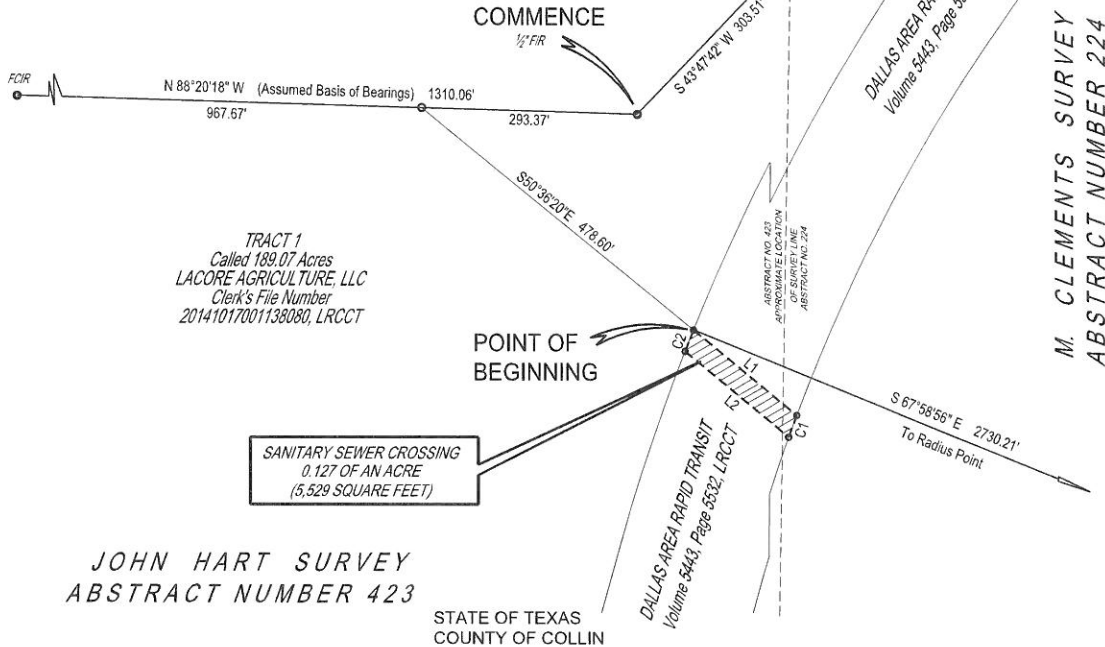 COMMENCE
½" FIR
S 43°47'42" W 303.51'
DALLAS AREA RA
Volume 5443, Page 55
M. CLEMENTS SURVEY
ABSTRACT NUMBER 224
FCIR
N 88°20'18" W (Assumed Basis of Bearings) 1310.06'
967.67'
293.37'
S50°36'20"E 478.60'
TRACT 1
Called 189.07 Acres
LACORE AGRICULTURE, LLC
Clerk's File Number
20141017001138080, LRCCT
ABSTRACT NO. 423
APPROXIMATE LOCATION
OF SURVEY LINE
ABSTRACT NO. 224
POINT OF
BEGINNING
C2
L1
L2
C1
S 67°58'56" E 2730.21'
To Radius Point
SANITARY SEWER CROSSING
0.127 OF AN ACRE
(5,529 SQUARE FEET)
DALLAS AREA RAPID TRANSIT
Volume 5443, Page 5532, LRCCT
JOHN HART SURVEY
ABSTRACT NUMBER 423
STATE OF TEXAS
COUNTY OF COLLIN